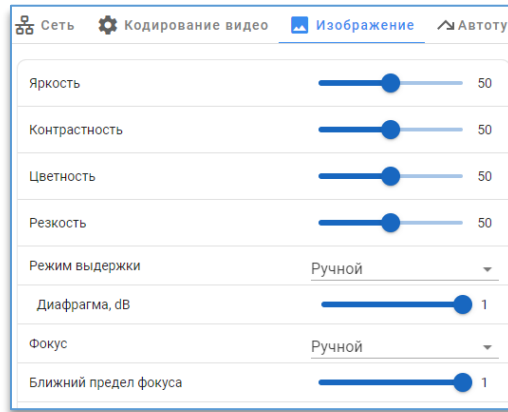 Сеть Кодирование видео Изображение Автоту
Яркость 50
Контрастность 50
Цветность 50
Резкость 50
Режим выдержки Ручной
Диафрагма, dB 1
Фокус Ручной
Ближний предел фокуса 1